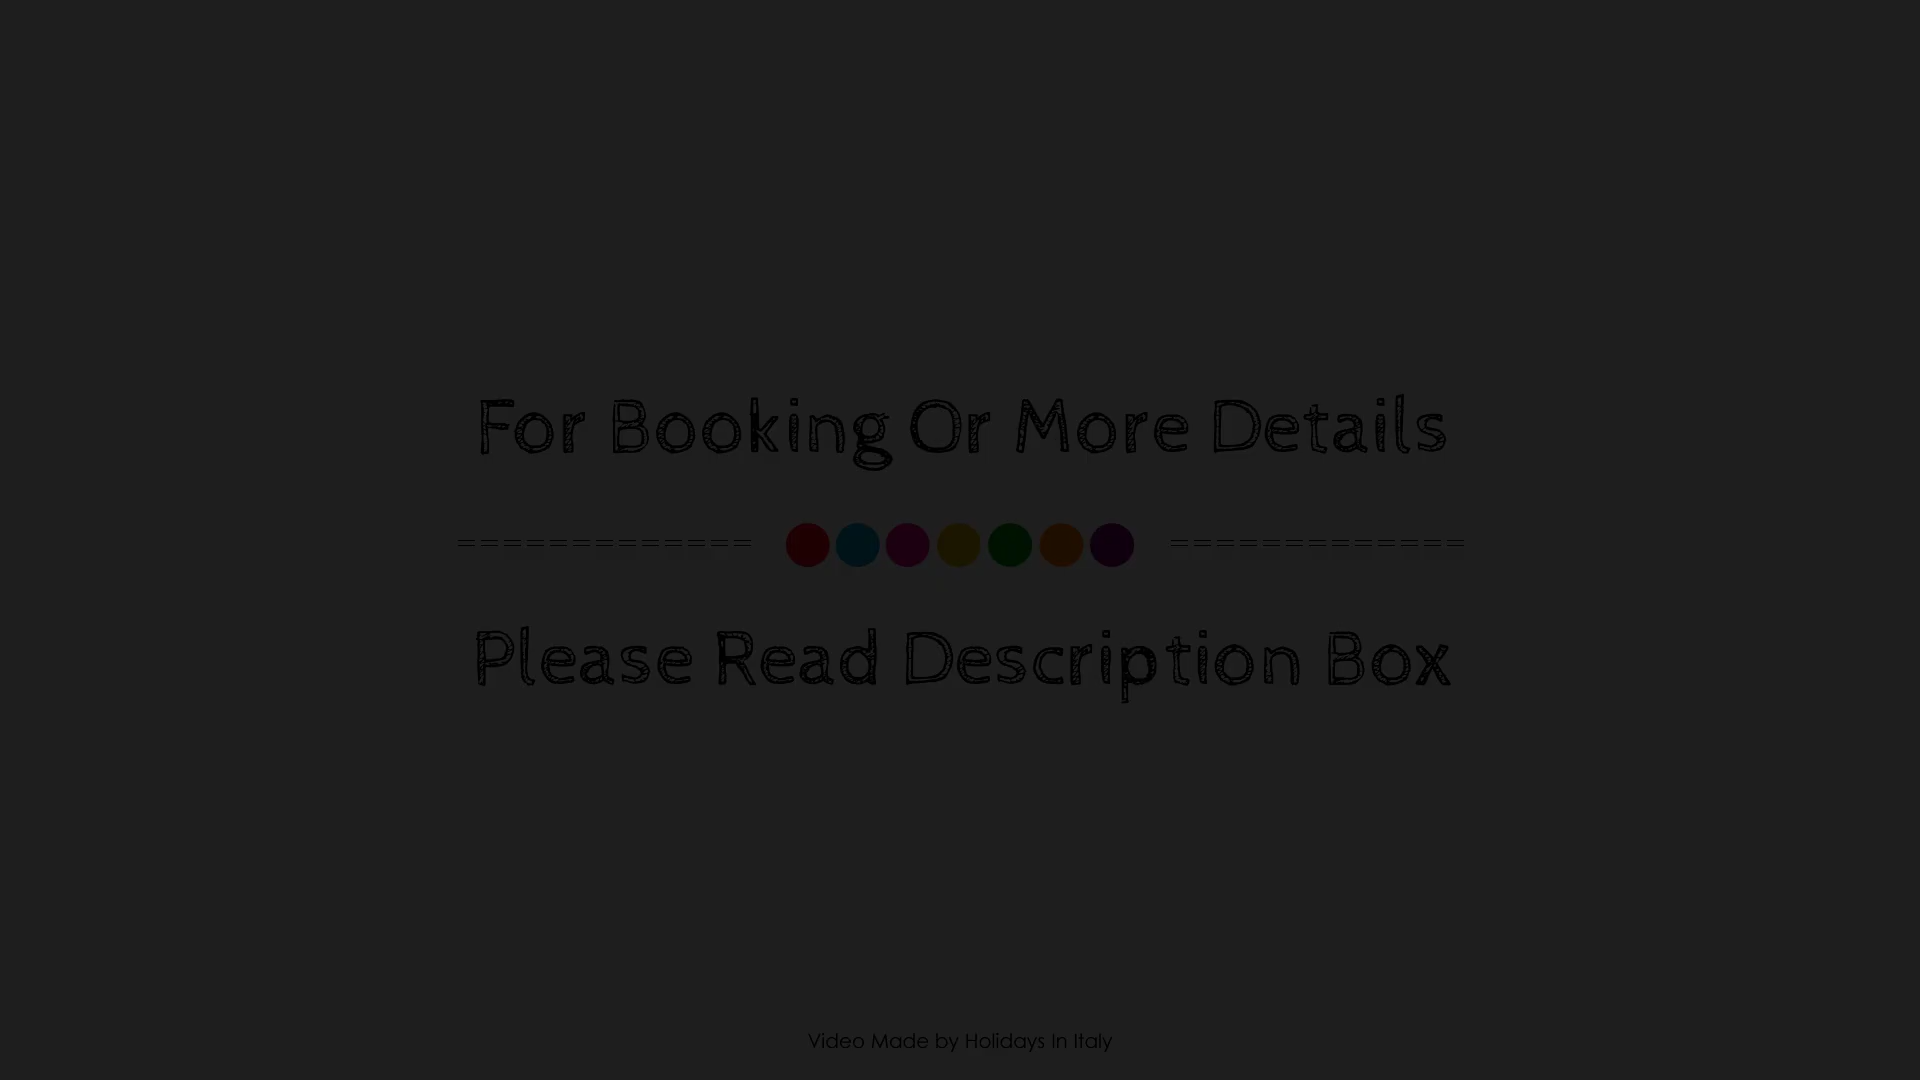 For Booking Or More Details
============= =============
Please Read Description Box
Video Made by Holidays In Italy